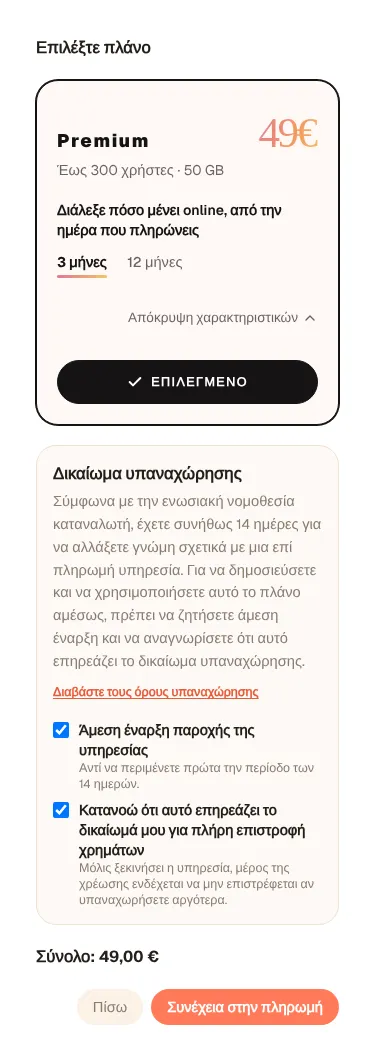 Επιλέξτε πλάνο
Premium
49€
Έως 300 χρήστες · 50 GB
Διάλεξε πόσο μένει online, από την
ημέρα που πληρώνεις
3 μήνες
12 μήνες
Απόκρυψη χαρακτηριστικών
ΕΠΙΛΕΓΜΕΝΟ
Δικαίωμα υπαναχώρησης
Σύμφωνα με την ενωσιακή νομοθεσία
καταναλωτή, έχετε συνήθως 14 ημέρες για
να αλλάξετε γνώμη σχετικά με μια επί
πληρωμή υπηρεσία. Για να δημοσιεύσετε
και να χρησιμοποιήσετε αυτό το πλάνο
αμέσως, πρέπει να ζητήσετε άμεση
έναρξη και να αναγνωρίσετε ότι αυτό
επηρεάζει το δικαίωμα υπαναχώρησης.
Διαβάστε τους όρους υπαναχώρησης
Άμεση έναρξη παροχής της
υπηρεσίας
Αντί να περιμένετε πρώτα την περίοδο των
14 ημερών.
Κατανοώ ότι αυτό επηρεάζει το
δικαίωμά μου για πλήρη επιστροφή
χρημάτων
Μόλις ξεκινήσει η υπηρεσία, μέρος της
χρέωσης ενδέχεται να μην επιστρέφεται αν
υπαναχωρήσετε αργότερα.
Σύνολο: 49,00 €
Πίσω
Συνέχεια στην πληρωμή